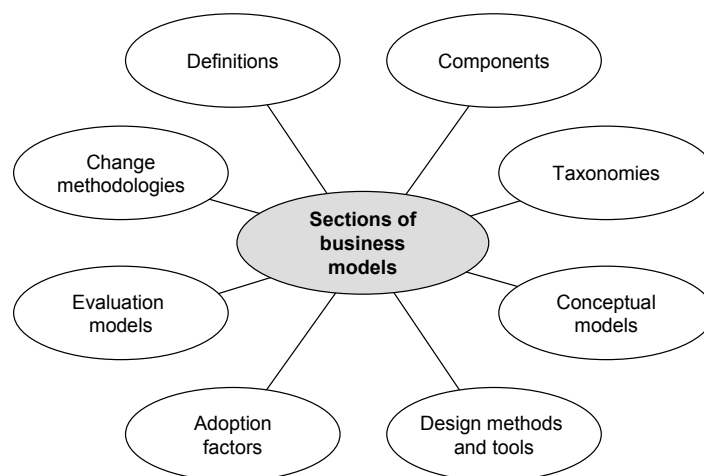 Definitions
Components
Change
methodologies
Taxonomies
Sections of
business
models
Evaluation
models
Conceptual
models
Adoption
factors
Design methods
and tools